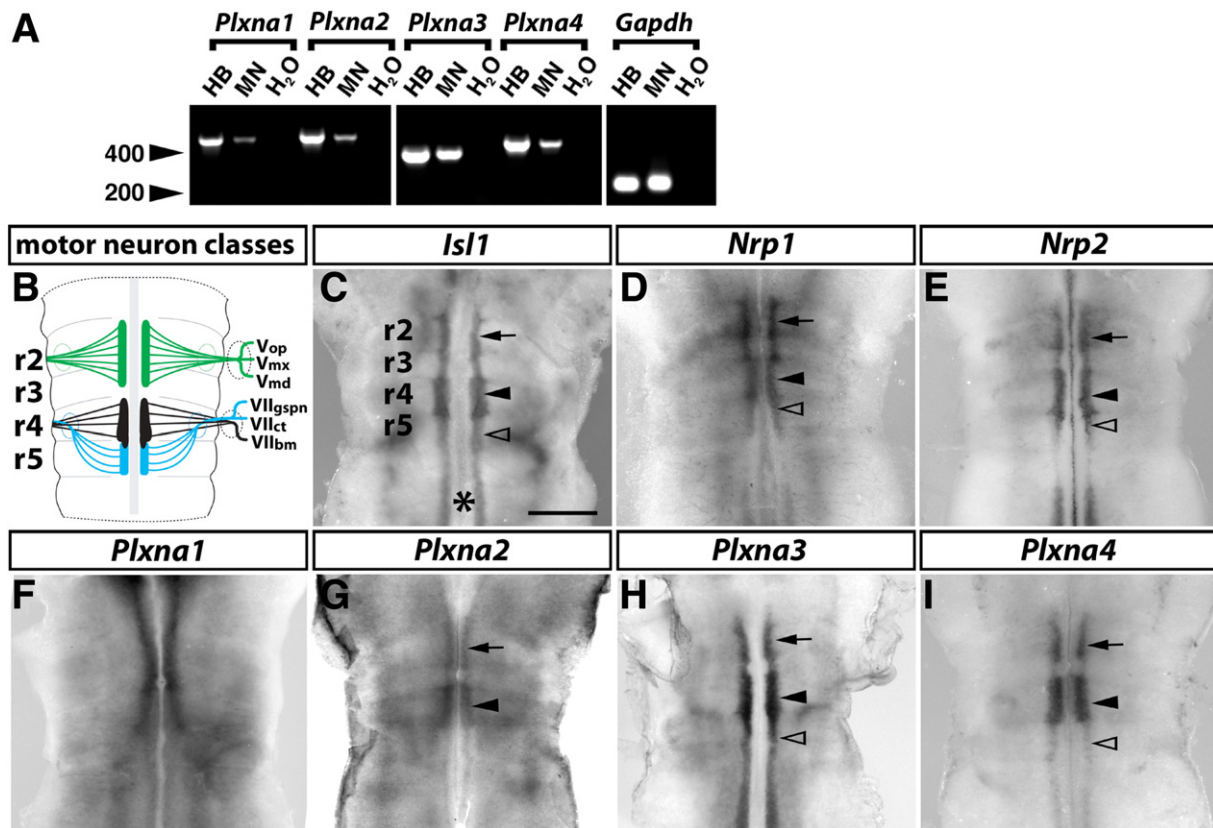 A
Plxna1 Plxna2 Plxna3 Plxna4 Gapdh
HB MN H₂O HB MN H₂O HB MN H₂O HB MN H₂O HB MN H₂O
400
200
motor neuron classes
Isl1
Nrp1
Nrp2
B
r2
r3
r4
r5
Vop
Vmx
Vmd
VIIgspn
VIIct
VIIbm
C
r2
r3
r4
r5
*
D
E
Plxna1
Plxna2
Plxna3
Plxna4
F
G
H
I